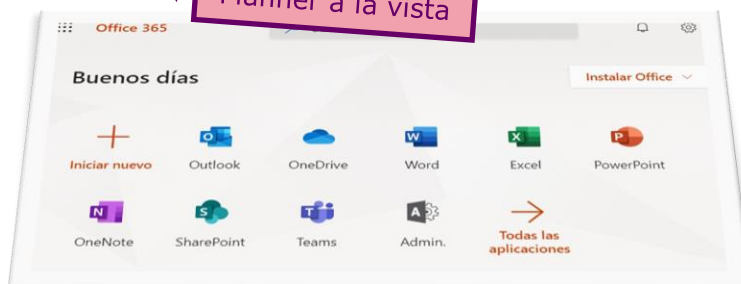 Planner a la vista
Office 365
Buenos días
Instalar Office
Iniciar nuevo
Outlook
OneDrive
Word
Excel
PowerPoint
OneNote
SharePoint
Teams
Admin.
Todas las
aplicaciones